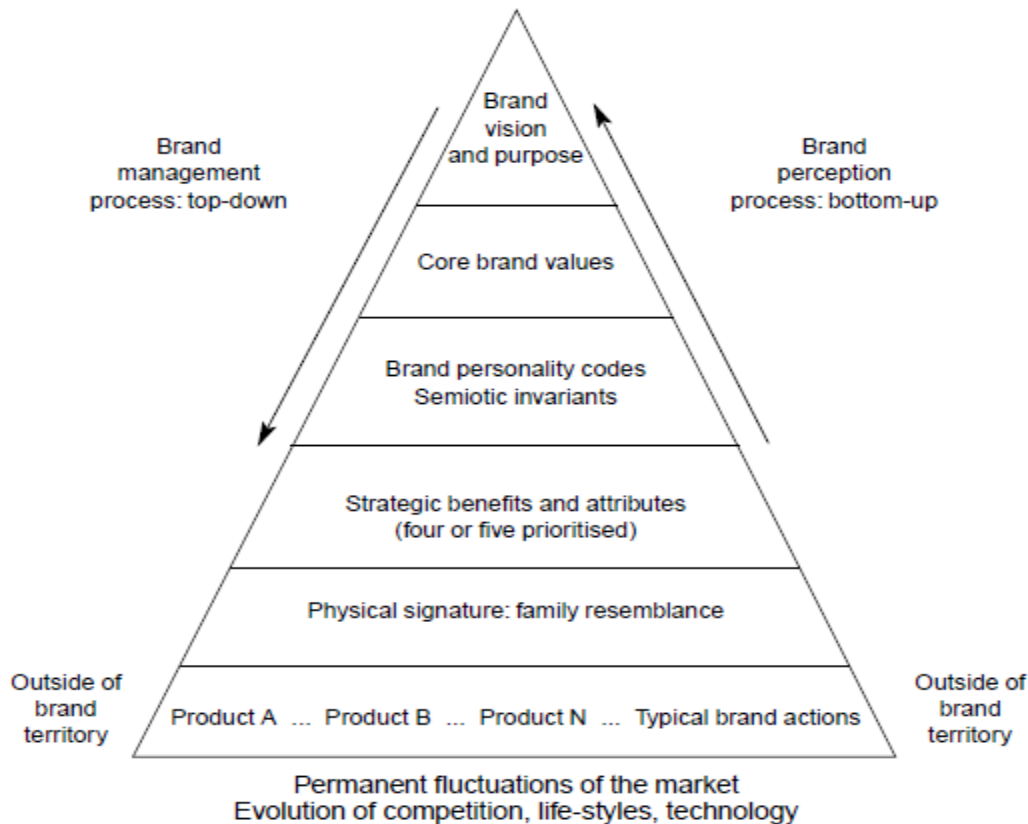 Brand
vision
and purpose
Brand
management
process: top-down
Brand
perception
process: bottom-up
Core brand values
Brand personality codes
Semiotic invariants
Strategic benefits and attributes
(four or five prioritised)
Physical signature: family resemblance
Outside of
brand
territory
Product A ... Product B ... Product N ... Typical brand actions
Outside of
brand
territory
Permanent fluctuations of the market
Evolution of competition, life-styles, technology